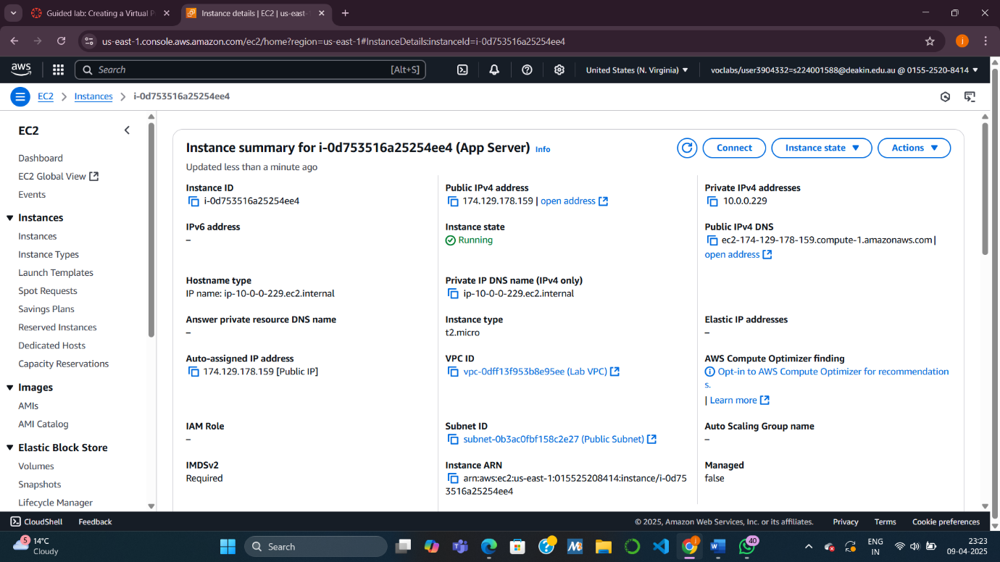 Guided lab: Creating a Virtual P
Instance details | EC2 | us-east-
us-east-1.console.aws.amazon.com/ec2/home?region=us-east-1#InstanceDetails:instanceId=i-0d753516a25254ee4
j
aws
Search
[Alt+S]
United States (N. Virginia)
voclabs/user3904332=s224001588@deakin.edu.au @ 0155-2520-8414
EC2
Instances
i-0d753516a25254ee4
EC2
Dashboard
EC2 Global View
Events
Instances
Instances
Instance Types
Launch Templates
Spot Requests
Savings Plans
Reserved Instances
Dedicated Hosts
Capacity Reservations
Images
AMIs
AMI Catalog
Elastic Block Store
Volumes
Snapshots
Lifecycle Manager
Instance summary for i-0d753516a25254ee4 (App Server) Info
Updated less than a minute ago
Connect
Instance state
Actions
Instance ID
i-0d753516a25254ee4
Public IPv4 address
174.129.178.159 | open address
Private IPv4 addresses
10.0.0.229
IPv6 address
–
Instance state
Running
Public IPv4 DNS
ec2-174-129-178-159.compute-1.amazonaws.com |
open address
Hostname type
IP name: ip-10-0-0-229.ec2.internal
Private IP DNS name (IPv4 only)
ip-10-0-0-229.ec2.internal
Answer private resource DNS name
–
Instance type
t2.micro
Elastic IP addresses
–
Auto-assigned IP address
174.129.178.159 [Public IP]
VPC ID
vpc-0dff13f953b8e95ee (Lab VPC)
AWS Compute Optimizer finding
Opt-in to AWS Compute Optimizer for recommendation
s.
| Learn more
IAM Role
–
Subnet ID
subnet-0b3ac0fbf158c2e27 (Public Subnet)
Auto Scaling Group name
–
IMDSv2
Required
Instance ARN
arn:aws:ec2:us-east-1:015525208414:instance/i-0d75
3516a25254ee4
Managed
false
CloudShell
Feedback
© 2025, Amazon Web Services, Inc. or its affiliates.
Privacy
Terms
Cookie preferences
5
14°C
Cloudy
Search
j
40
ENG
IN
23:23
09-04-2025